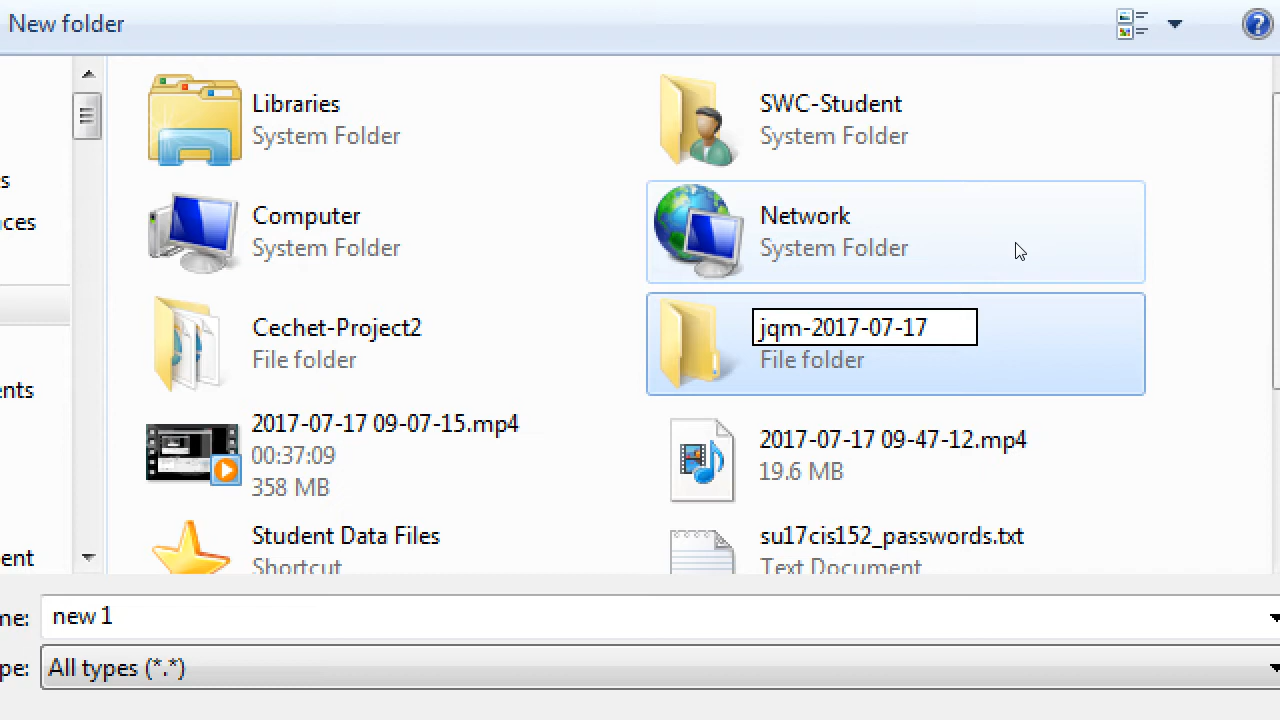 New folder
Libraries
System Folder
SWC-Student
System Folder
Computer
System Folder
Network
System Folder
Cechet-Project2
File folder
jqm-2017-07-17
File folder
2017-07-17 09-07-15.mp4
00:37:09
358 MB
2017-07-17 09-47-12.mp4
19.6 MB
Student Data Files
Shortcut
su17cis152_passwords.txt
Text Document
s
ces
ents
ent
me:
new 1
pe:
All types (*.*)